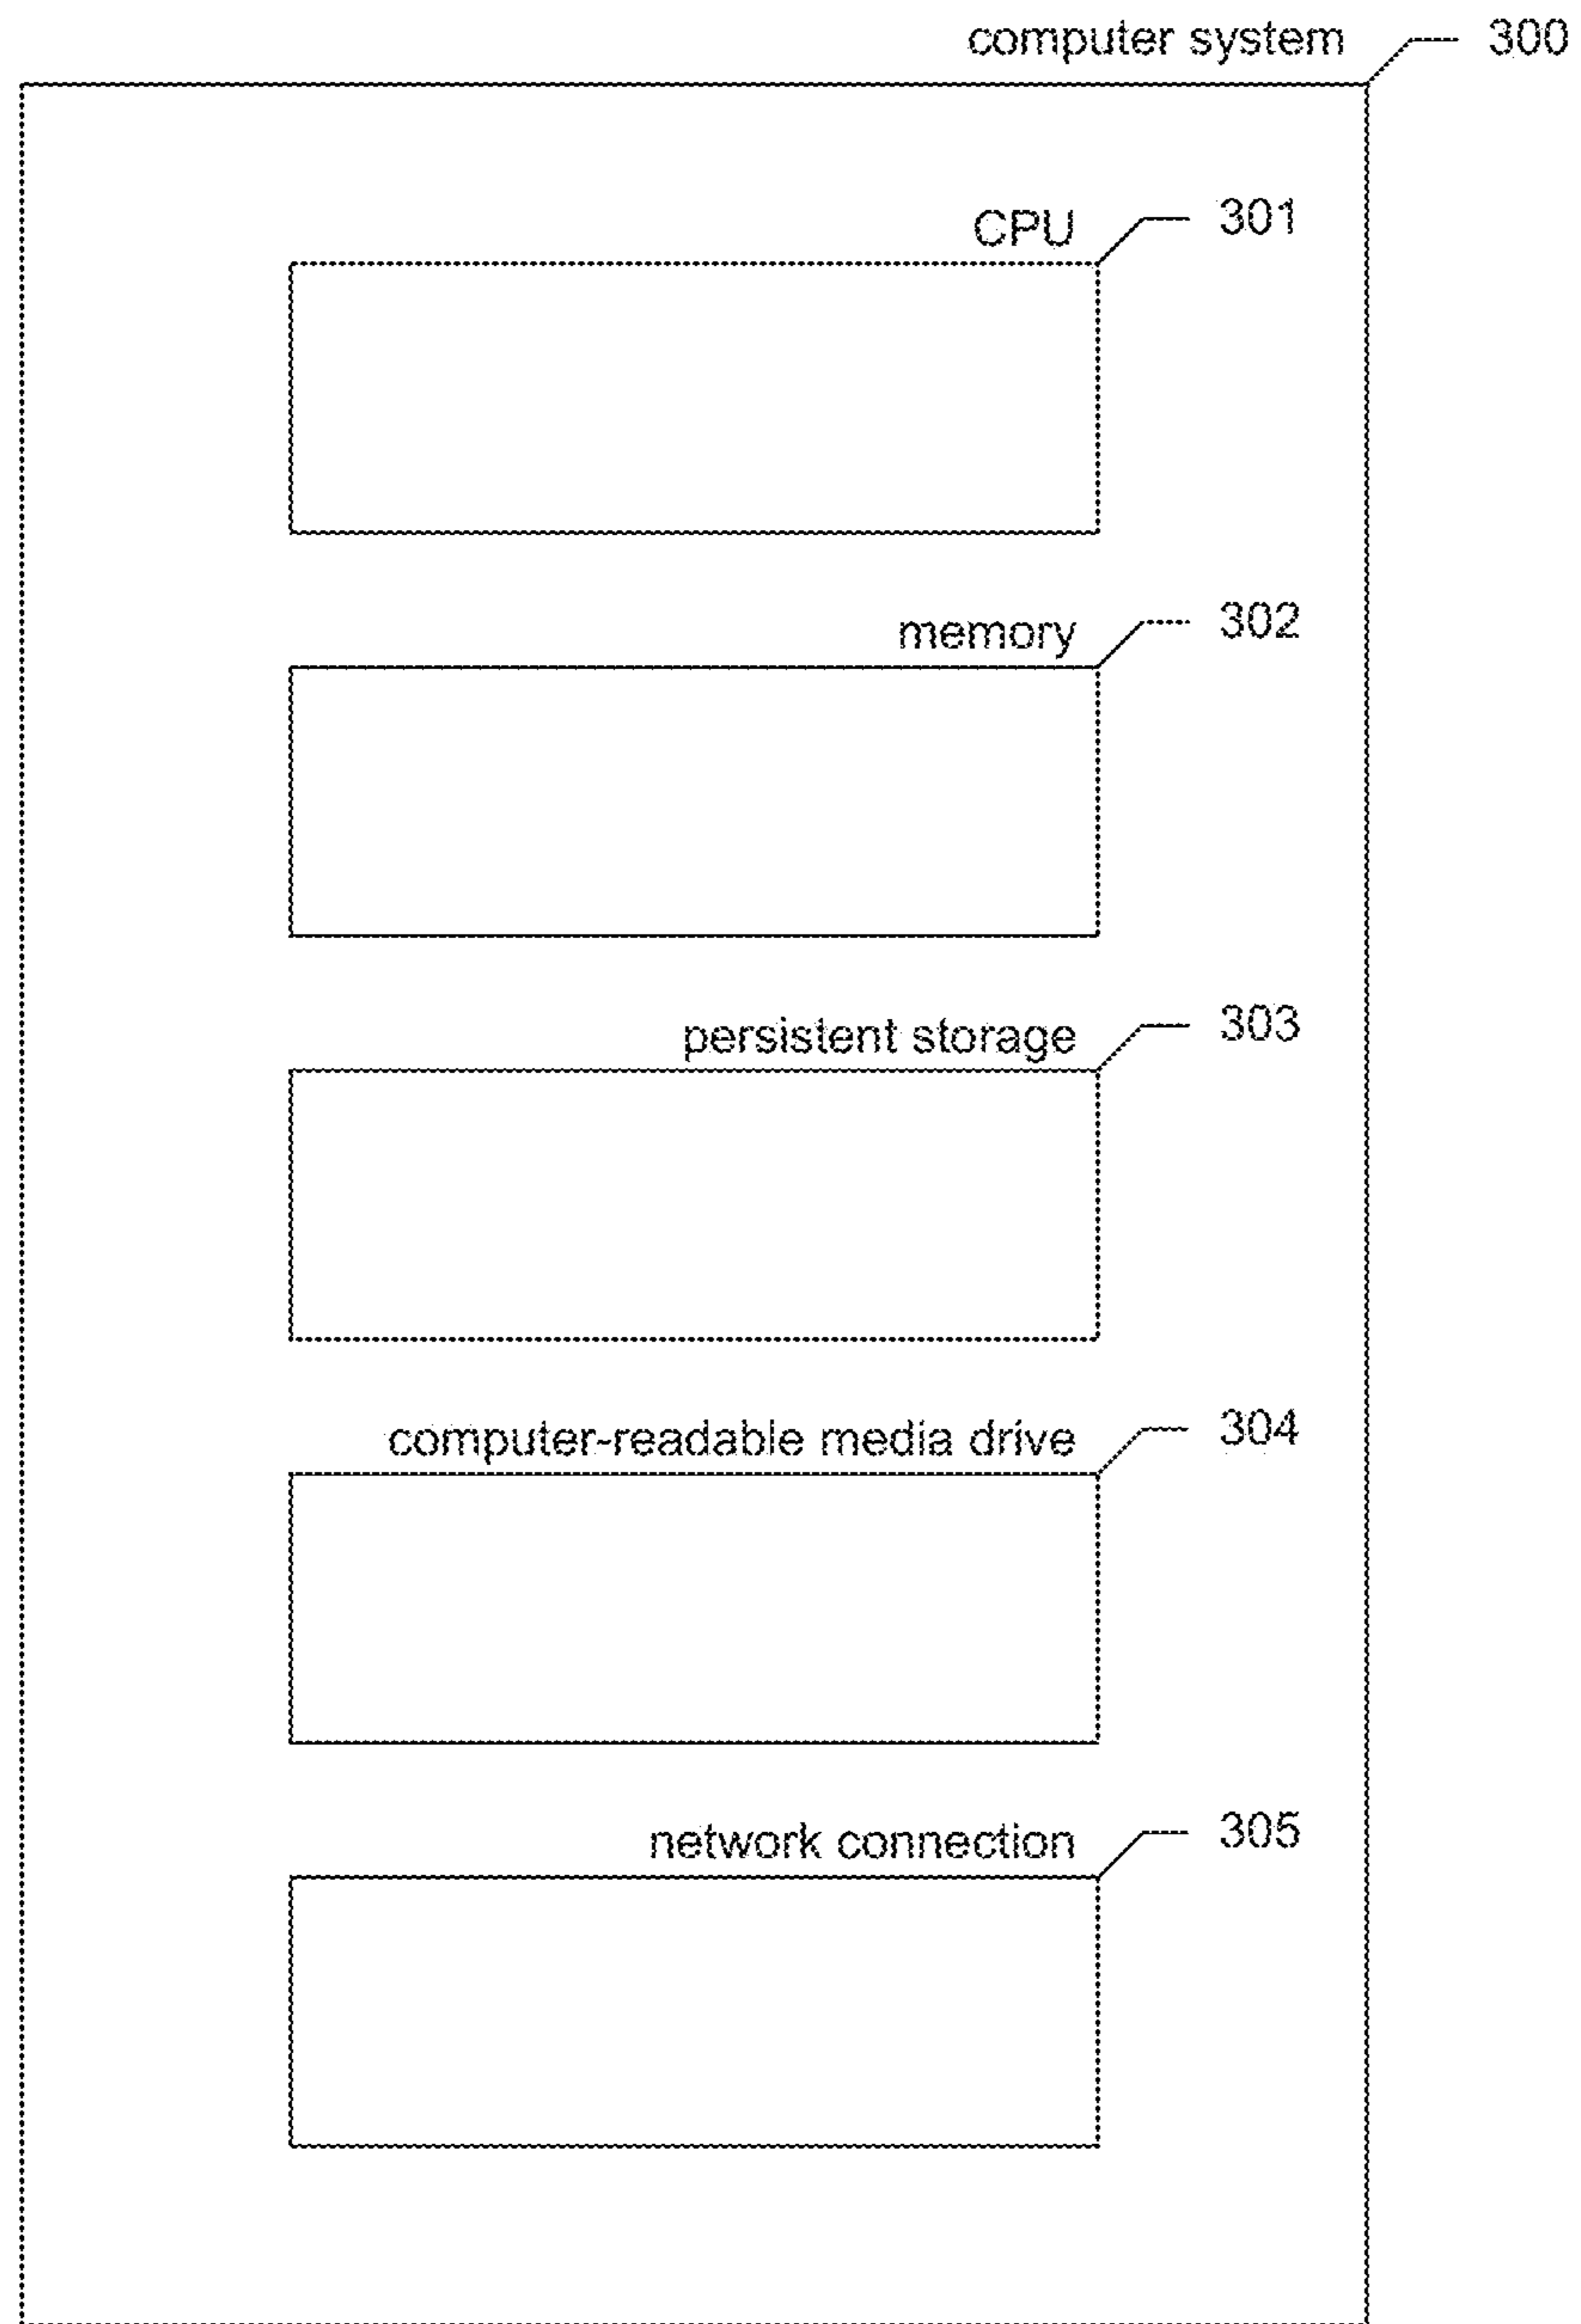 computer system 300
CPU 301
memory 302
persistent storage 303
computer-readable media drive 304
network connection 305